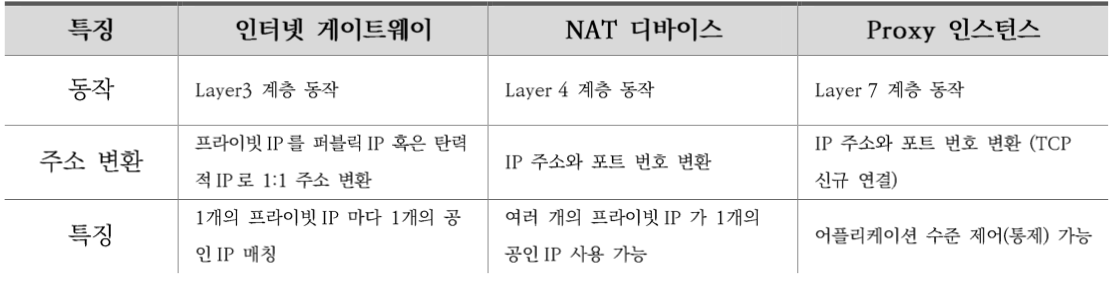 특징 인터넷 게이트웨이 NAT 디바이스 Proxy 인스턴스
동작 Layer3 계층 동작 Layer 4 계층 동작 Layer 7 계층 동작
주소 변환
프라이빗 IP 를 퍼블릭 IP 혹은 탄력
적 IP 로 1:1 주소 변환
IP 주소와 포트 번호 변환
IP 주소와 포트 번호 변환 (TCP
신규 연결)
특징
1개의 프라이빗 IP 마다 1개의 공
인 IP 매칭
여러 개의 프라이빗 IP 가 1개의
공인 IP 사용 가능
어플리케이션 수준 제어(통제) 가능